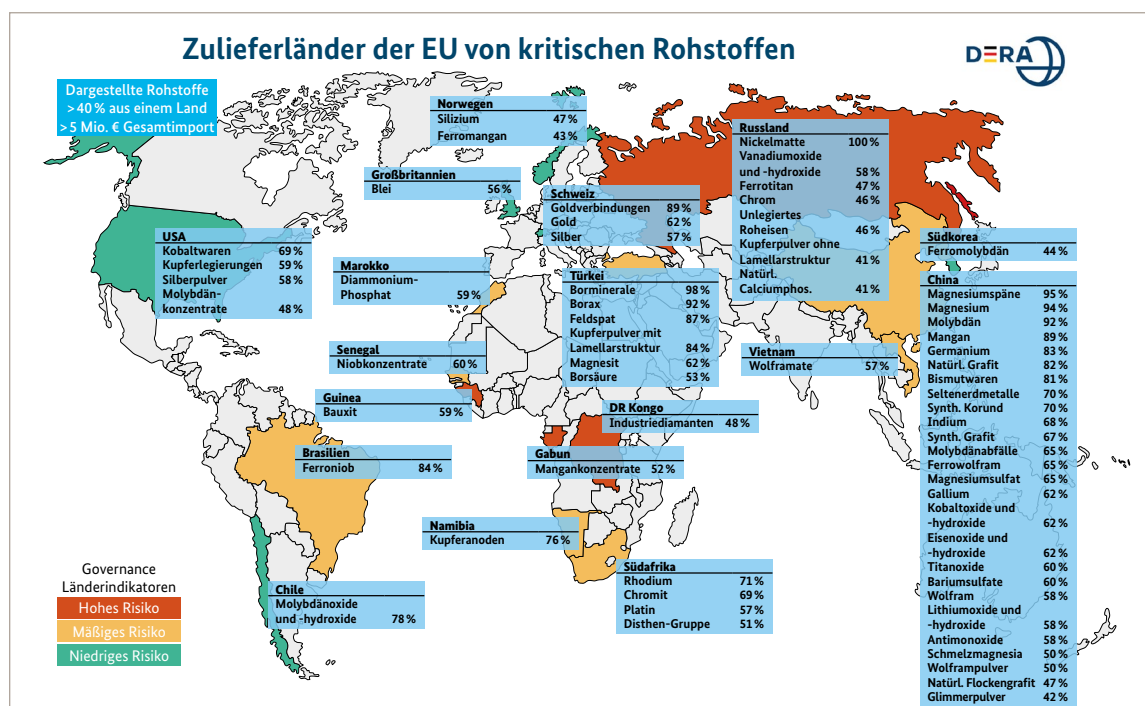 Zulieferländer der EU von kritischen Rohstoffen
DERA
Dargestellte Rohstoffe
>40 % aus einem Land
>5 Mio. € Gesamtimport
Norwegen
Silizium 47 %
Ferromangan 43 %
Großbritannien
Blei 56 %
Schweiz
Goldverbindungen 89 %
Gold 62 %
Silber 57 %
Russland
Nickelmatte 100 %
Vanadiumoxide
und -hydroxide 58 %
Ferrotitan 47 %
Chrom 46 %
Unlegiertes
Roheisen 46 %
Kupferpulver ohne
Lamellarstruktur 41 %
Natürl.
Calciumphos. 41 %
USA
Kobaltwaren 69 %
Kupferlegierungen 59 %
Silberpulver 58 %
Molybdän-
konzentrate 48 %
Marokko
Diammonium-
Phosphat 59 %
Türkei
Borminerale 98 %
Borax 92 %
Feldspat 87 %
Kupferpulver mit
Lamellarstruktur 84 %
Magnesit 62 %
Borsäure 53 %
Südkorea
Ferromolybdän 44 %
China
Magnesiumspäne 95 %
Magnesium 94 %
Molybdän 92 %
Mangan 89 %
Germanium 83 %
Natürl. Grafit 82 %
Bismutwaren 81 %
Seltenerdmetalle 70 %
Synth. Korund 70 %
Indium 68 %
Synth. Grafit 67 %
Molybdänabfälle 65 %
Ferrowolfram 65 %
Magnesiumsulfat 65 %
Gallium 62 %
Kobaltoxide und
-hydroxide 62 %
Eisenoxide und
-hydroxide 62 %
Titanoxide 60 %
Bariumsulfate 60 %
Wolfram 58 %
Lithiumoxide und
-hydroxide 58 %
Antimonoxide 58 %
Schmelzmagnesia 50 %
Wolframpulver 50 %
Natürl. Flockengrafit 47 %
Glimmerpulver 42 %
Senegal
Niobkonzentrate 60 %
Vietnam
Wolframate 57 %
Guinea
Bauxit 59 %
DR Kongo
Industriediamanten 48 %
Brasilien
Ferroniob 84 %
Gabun
Mangankonzentrate 52 %
Namibia
Kupferanoden 76 %
Südafrika
Rhodium 71 %
Chromit 69 %
Platin 57 %
Disthen-Gruppe 51 %
Chile
Molybdänoxide
und -hydroxide 78 %
Governance
Länderindikatoren
Hohes Risiko
Mäßiges Risiko
Niedriges Risiko